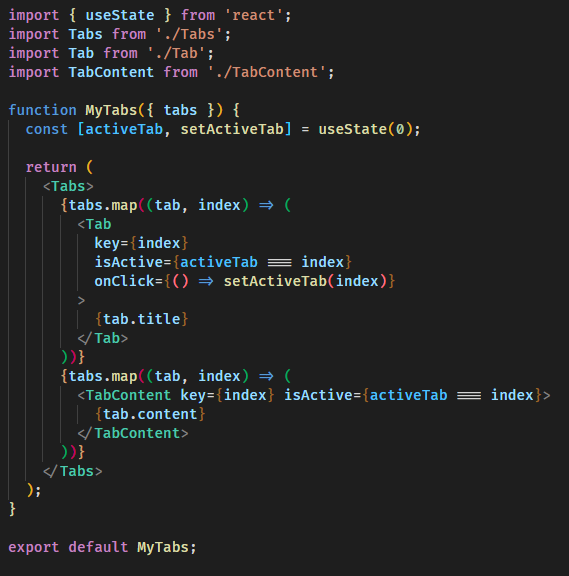 import { useState } from 'react';
import Tabs from './Tabs';
import Tab from './Tab';
import TabContent from './TabContent';

function MyTabs({ tabs }) {
  const [activeTab, setActiveTab] = useState(0);

  return (
    <Tabs>
      {tabs.map((tab, index) => (
        <Tab
          key={index}
          isActive={activeTab === index}
          onClick={() => setActiveTab(index)}
        >
          {tab.title}
        </Tab>
      ))}
      {tabs.map((tab, index) => (
        <TabContent key={index} isActive={activeTab === index}>
          {tab.content}
        </TabContent>
      ))}
    </Tabs>
  );
}

export default MyTabs;